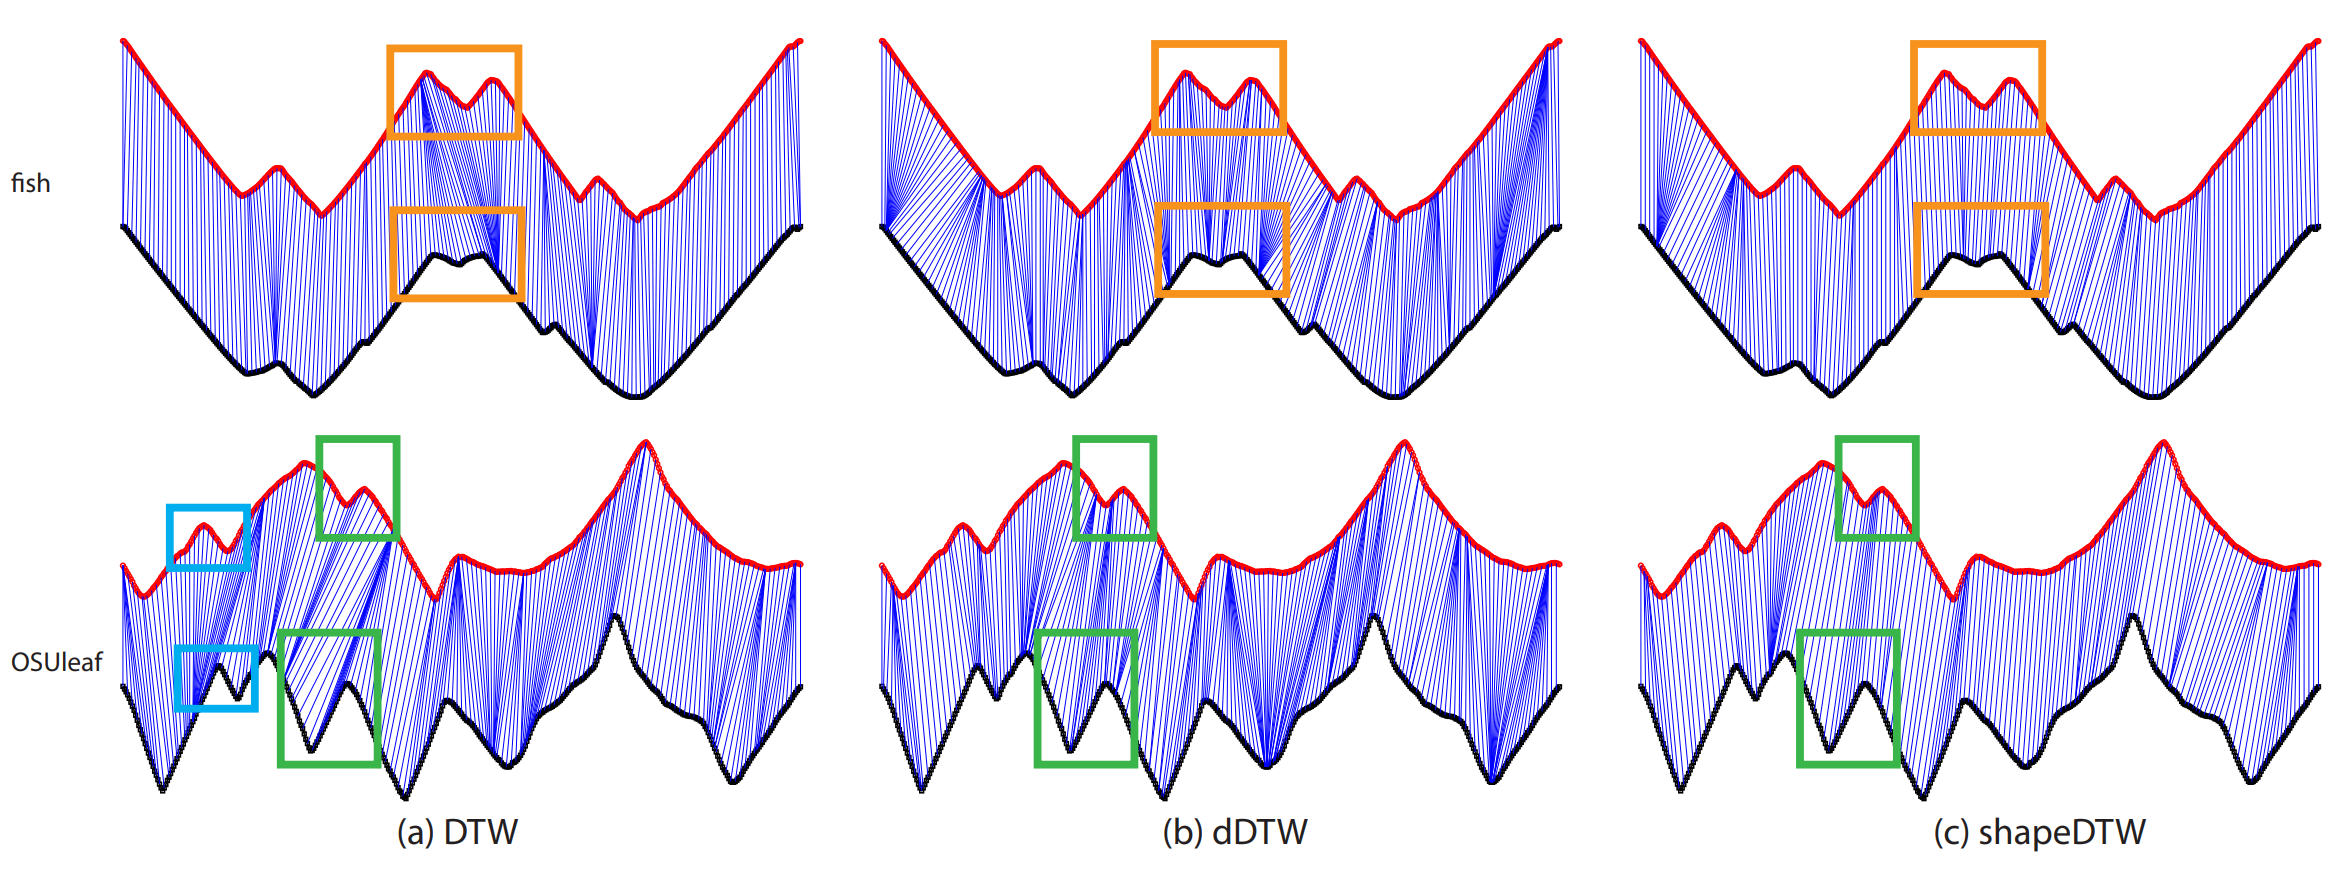 fish
OSUleaf
(a) DTW
(b) dDTW
(c) shapeDTW